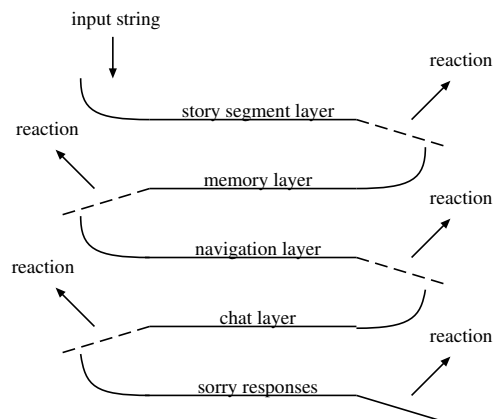 input string
reaction
story segment layer
reaction
memory layer
reaction
navigation layer
reaction
chat layer
reaction
sorry responses